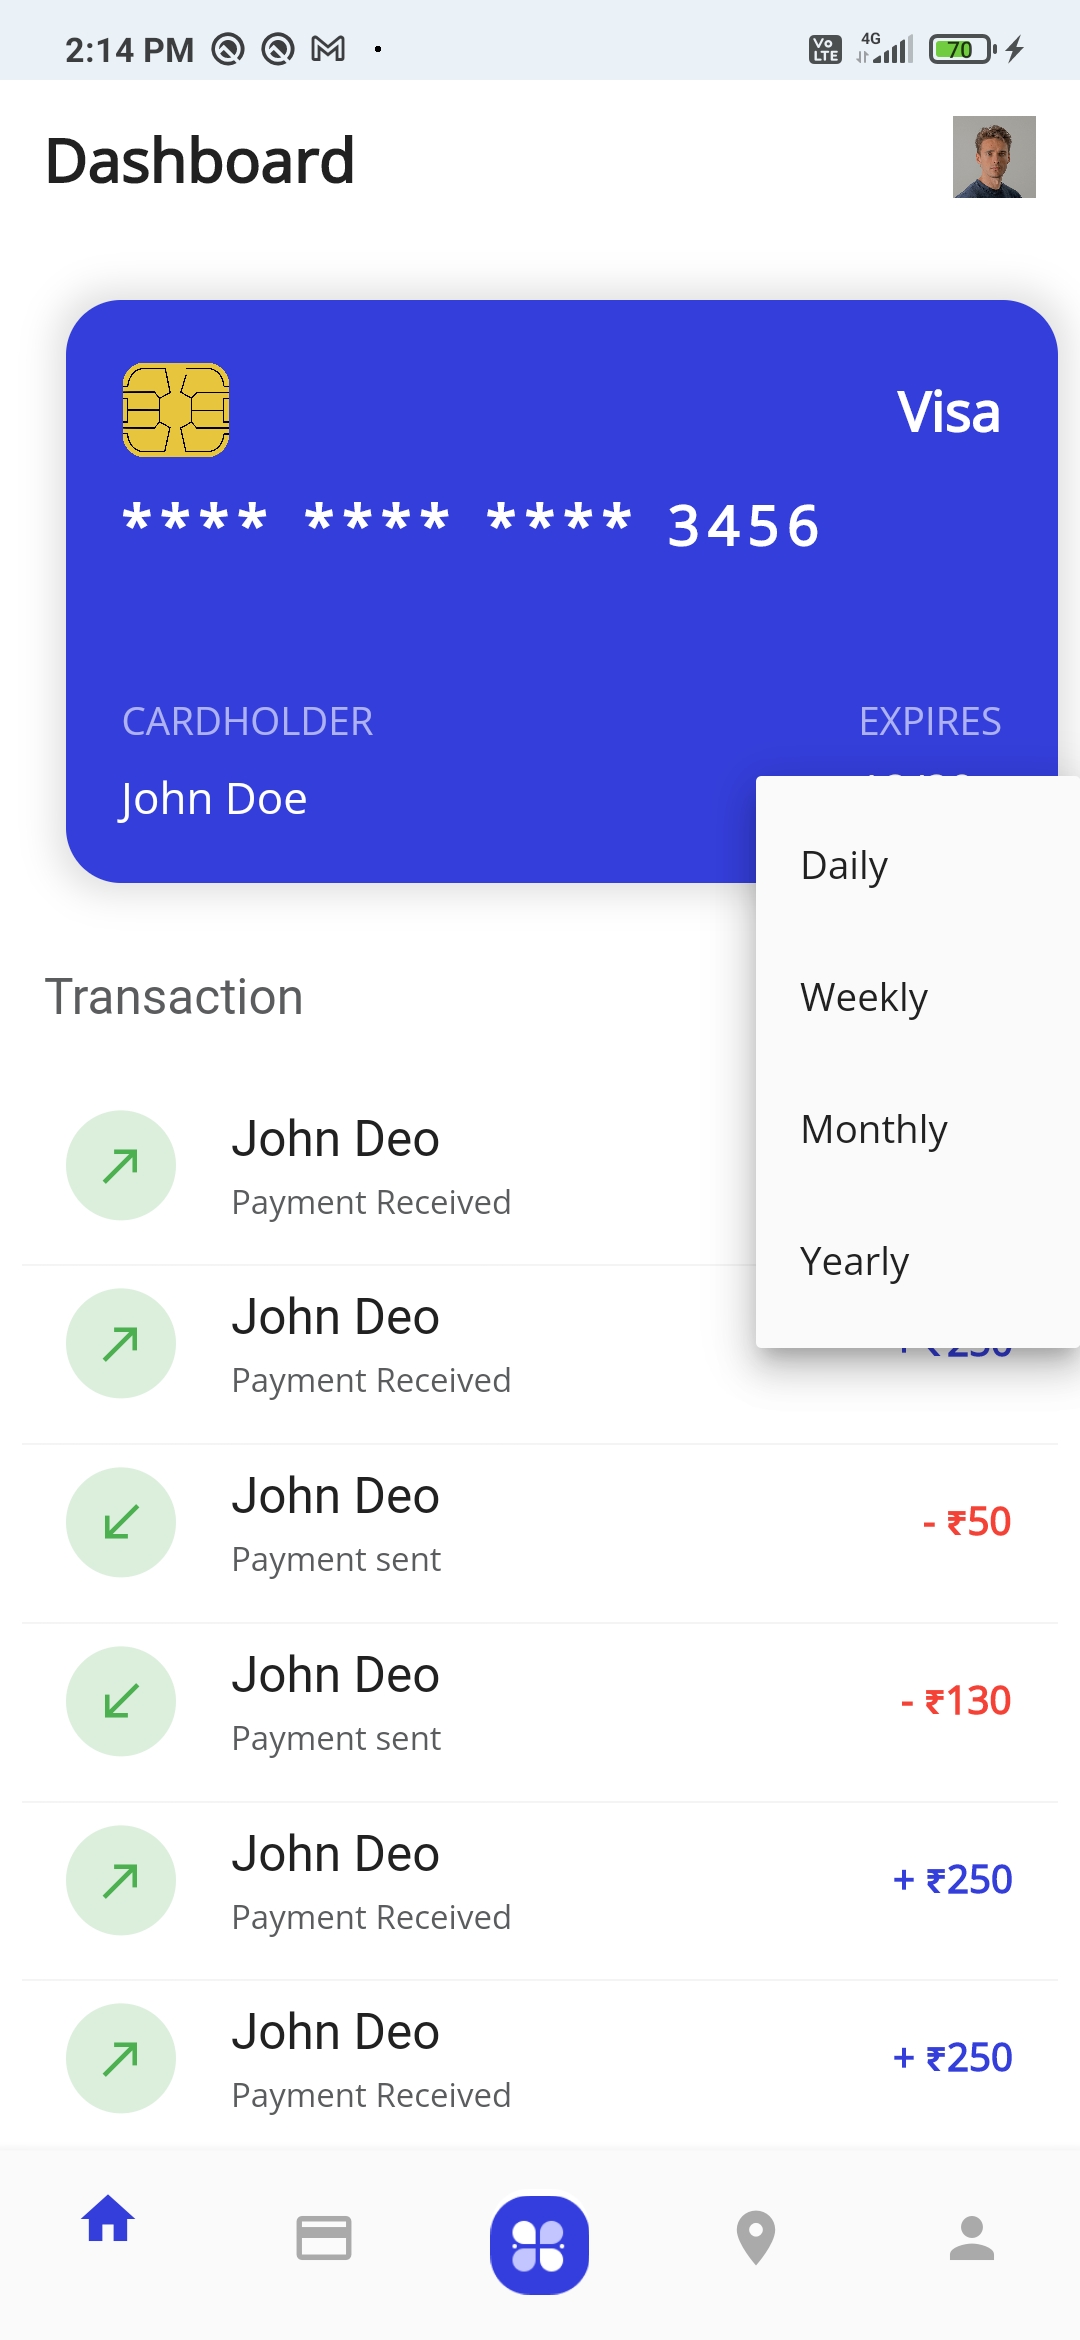 2:14 PM
Vo LTE 4G 70
Dashboard
Visa
**** **** **** 3456
CARDHOLDER EXPIRES
John Doe
Daily
Weekly
Monthly
Yearly
Transaction
John Deo
Payment Received
John Deo
Payment Received
John Deo
Payment sent
- ₹50
John Deo
Payment sent
- ₹130
John Deo
Payment Received
+ ₹250
John Deo
Payment Received
+ ₹250